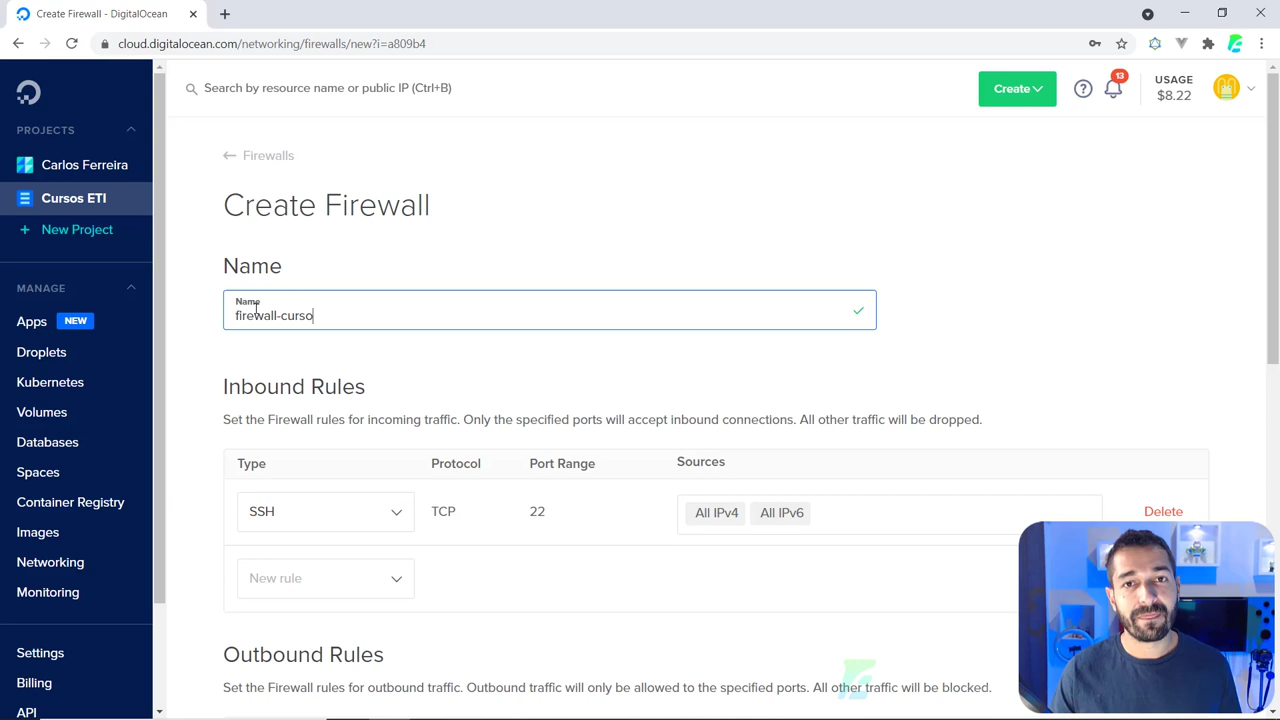 Create Firewall - DigitalOcean
cloud.digitalocean.com/networking/firewalls/new?i=a809b4
PROJECTS
Carlos Ferreira
Cursos ETI
+ New Project
MANAGE
Apps NEW
Droplets
Kubernetes
Volumes
Databases
Spaces
Container Registry
Images
Networking
Monitoring
Settings
Billing
API
Search by resource name or public IP (Ctrl+B)
Create
?
13
USAGE
$8.22
← Firewalls
Create Firewall
Name
Name
firewall-curso
Inbound Rules
Set the Firewall rules for incoming traffic. Only the specified ports will accept inbound connections. All other traffic will be dropped.
Type Protocol Port Range Sources
SSH TCP 22 All IPv4 All IPv6 Delete
New rule
Outbound Rules
Set the Firewall rules for outbound traffic. Outbound traffic will only be allowed to the specified ports. All other traffic will be blocked.